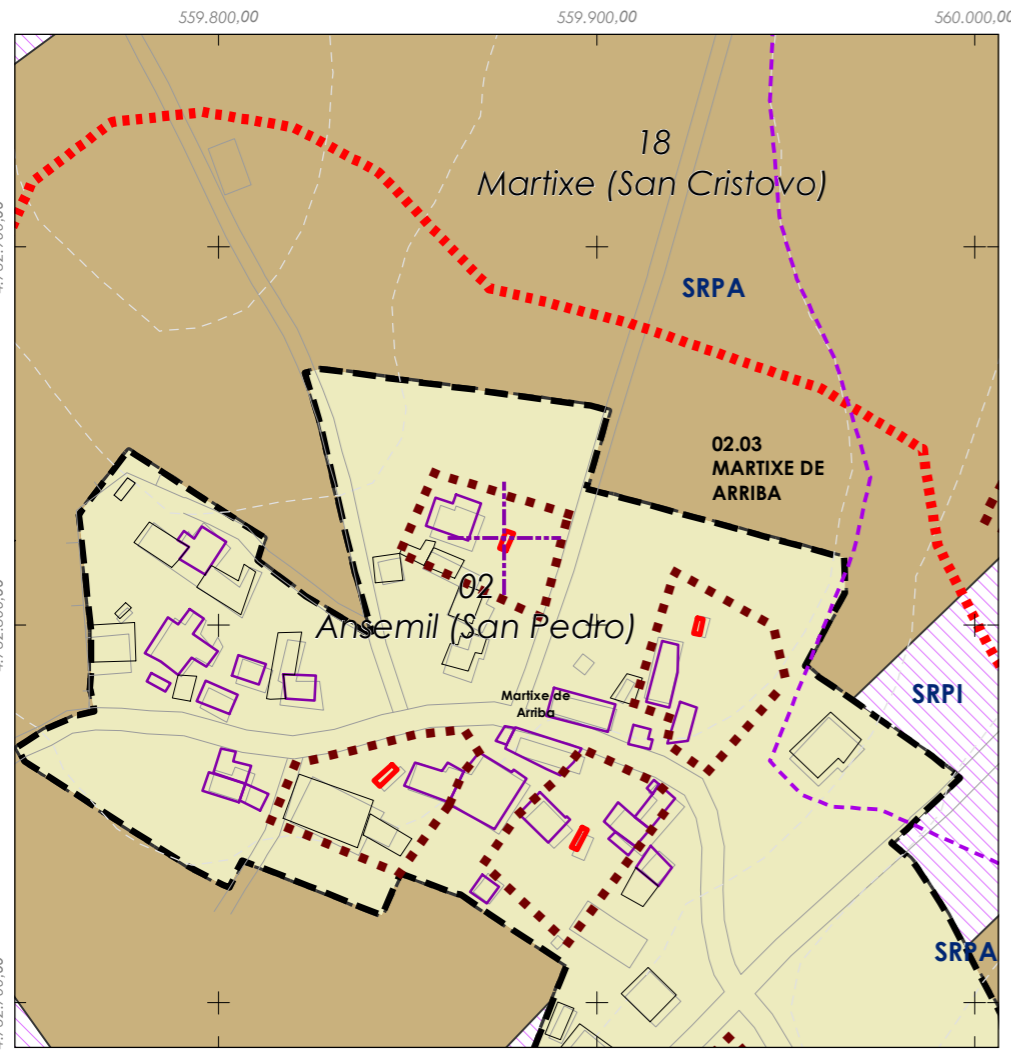 559.800,00 559.900,00 560.000,00
18
Martixe (San Cristovo)
SRPA
02.03
MARTIXE DE
ARRIBA
02
Ansemil (San Pedro)
SRPI
Martixe de
Arriba
SRPA